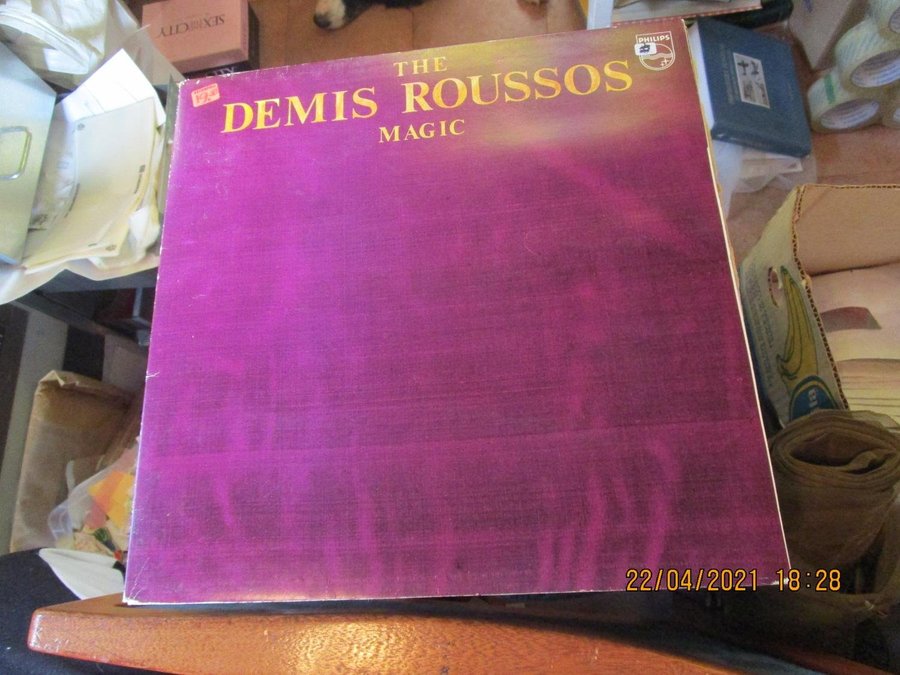 SEX AND THE CITY
PHILIPS
THE
DEMIS ROUSSOS
MAGIC
22/04/2021 18:28